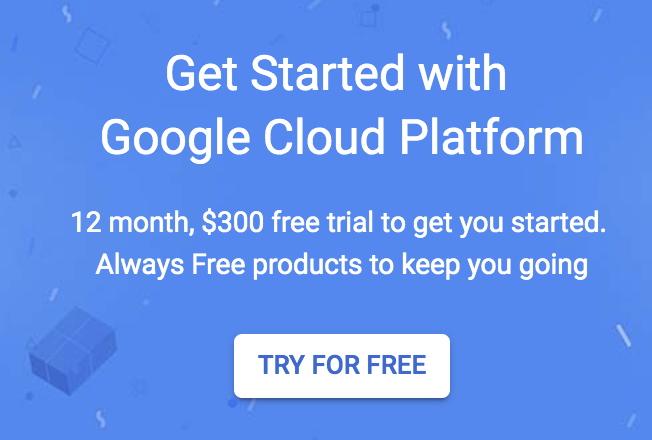 Get Started with
Google Cloud Platform
12 month, $300 free trial to get you started.
Always Free products to keep you going
TRY FOR FREE